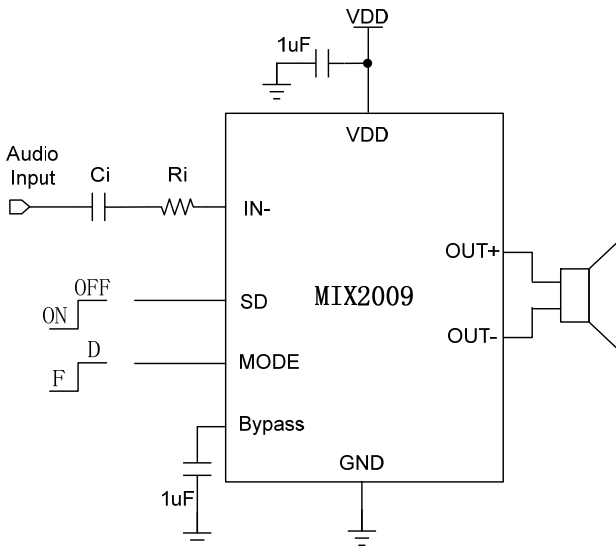 VDD
1uF
VDD
Audio
Input
Ci
Ri
IN-
OUT+
OFF
ON
SD
MIX2009
D
F
MODE
OUT-
Bypass
GND
1uF